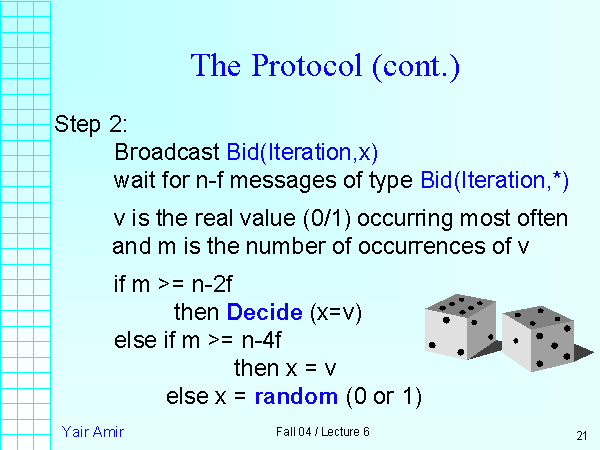 The Protocol (cont.)
Step 2:
Broadcast Bid(Iteration,x)
wait for n-f messages of type Bid(Iteration,*)
v is the real value (0/1) occurring most often
and m is the number of occurrences of v
if m >= n-2f
then Decide (x=v)
else if m >= n-4f
then x = v
else x = random (0 or 1)
Yair Amir
Fall 04 / Lecture 6
21